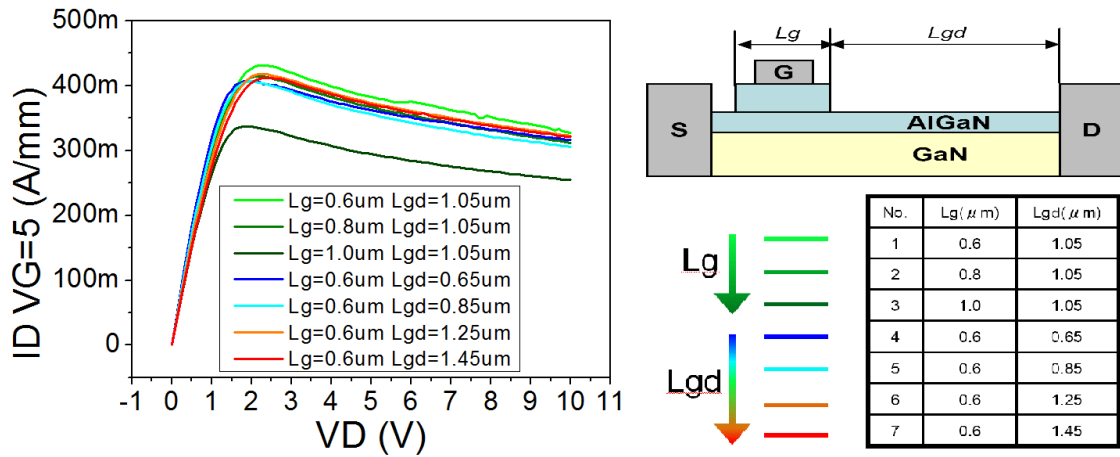 500m
400m
300m
200m
100m
0
ID VG=5 (A/mm)
Lg=0.6um Lgd=1.05um
Lg=0.8um Lgd=1.05um
Lg=1.0um Lgd=1.05um
Lg=0.6um Lgd=0.65um
Lg=0.6um Lgd=0.85um
Lg=0.6um Lgd=1.25um
Lg=0.6um Lgd=1.45um
-1 0 1 2 3 4 5 6 7 8 9 10 11
VD (V)
Lg Lgd
G
S AlGaN D
GaN
Lg
Lgd
No. Lg(μm) Lgd(μm)
1 0.6 1.05
2 0.8 1.05
3 1.0 1.05
4 0.6 0.65
5 0.6 0.85
6 0.6 1.25
7 0.6 1.45